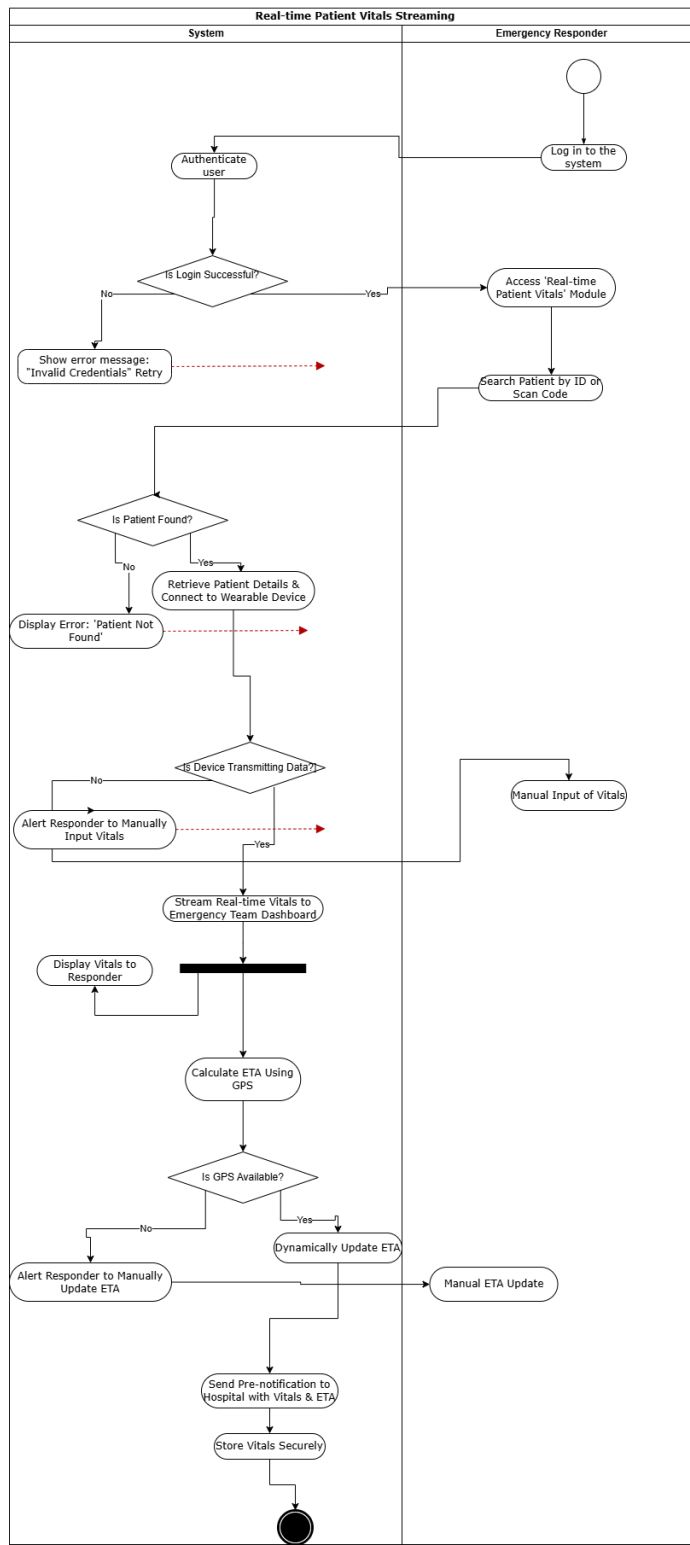 Real-time Patient Vitals Streaming
System
Emergency Responder
Log in to the
system
Authenticate
user
Is Login Successful?
No
Yes
Access 'Real-time
Patient Vitals' Module
Show error message:
"Invalid Credentials" Retry
Search Patient by ID or
Scan Code
Is Patient Found?
Yes
No
Retrieve Patient Details &
Connect to Wearable Device
Display Error: 'Patient Not
Found'
Is Device Transmitting Data?]
No
Manual Input of Vitals
Alert Responder to Manually
Input Vitals
Yes
Stream Real-time Vitals to
Emergency Team Dashboard
Display Vitals to
Responder
Calculate ETA Using
GPS
Is GPS Available?
Yes
No
Dynamically Update ETA
Alert Responder to Manually
Update ETA
Manual ETA Update
Send Pre-notification to
Hospital with Vitals & ETA
Store Vitals Securely